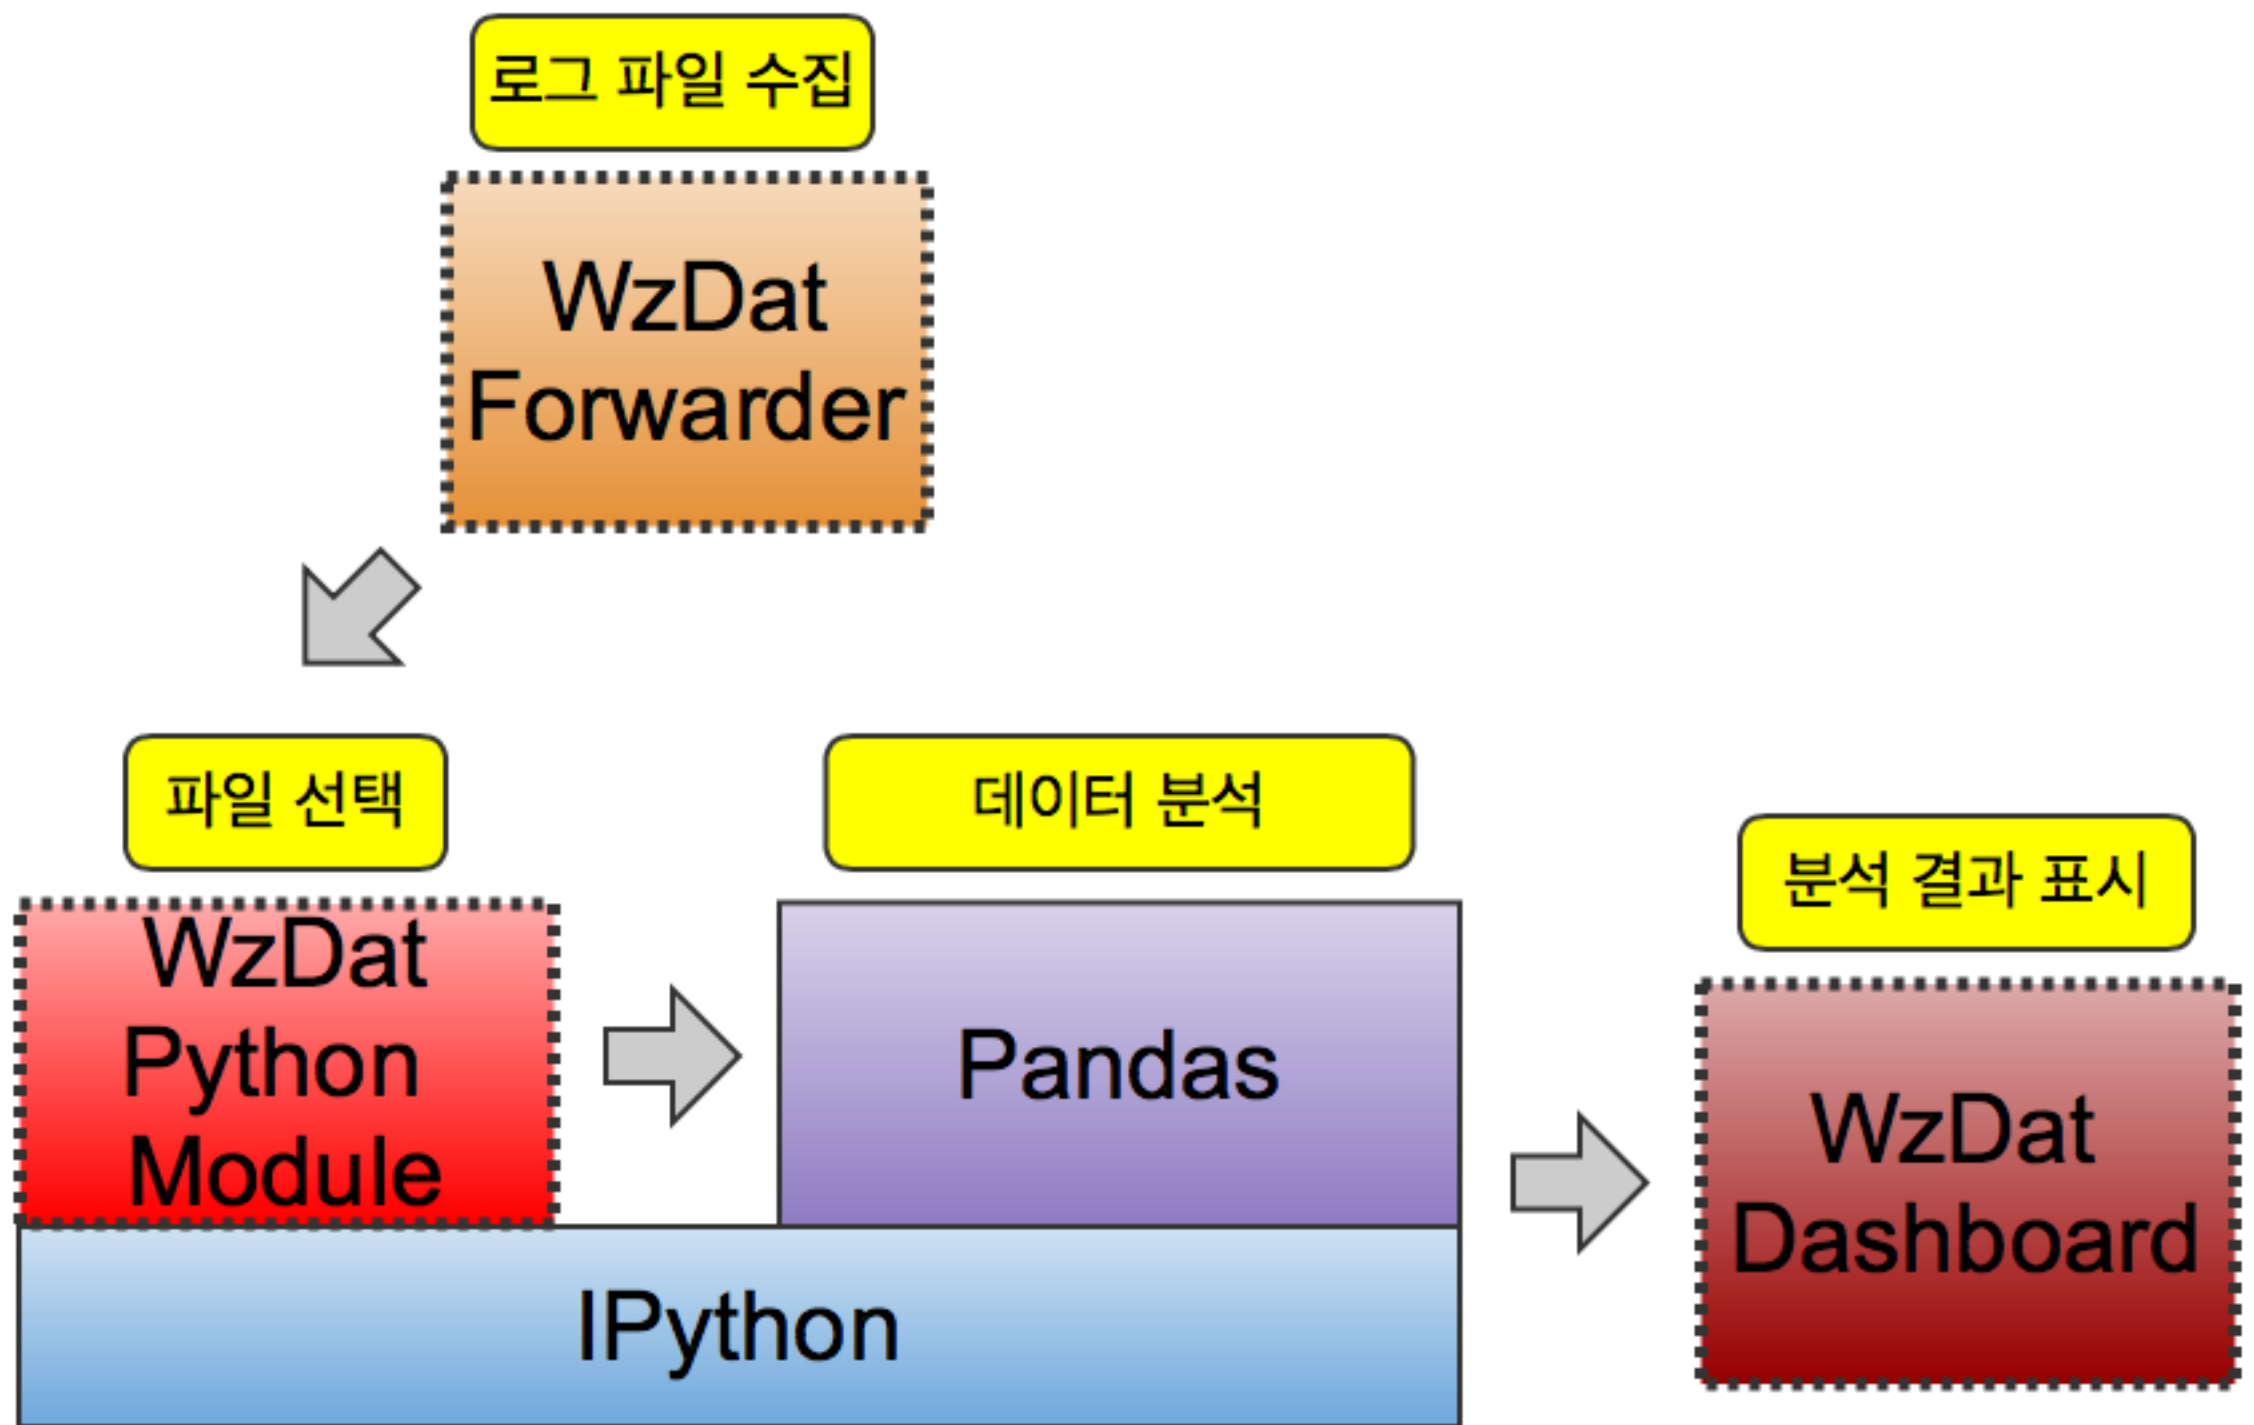 로그 파일 수집
WzDat
Forwarder
파일 선택
WzDat
Python
Module
데이터 분석
Pandas
IPython
분석 결과 표시
WzDat
Dashboard